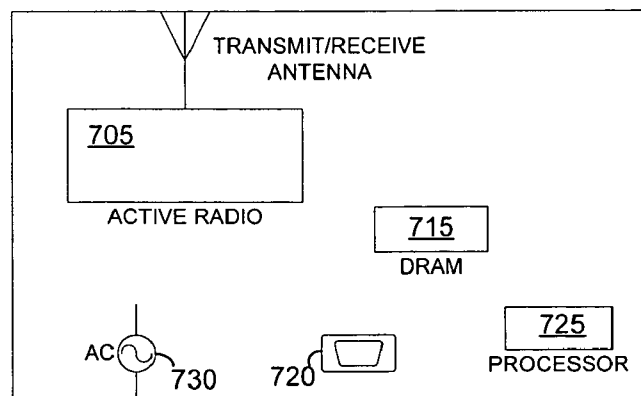 TRANSMIT/RECEIVE
ANTENNA
705
ACTIVE RADIO
715
DRAM
AC
730
720
725
PROCESSOR